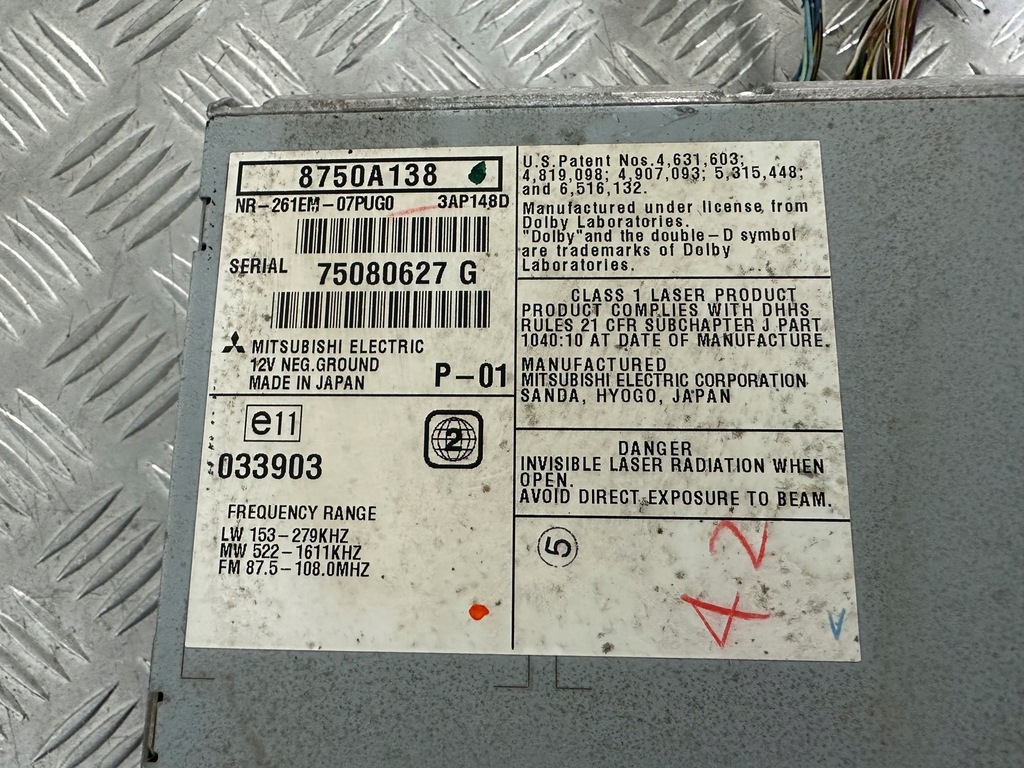 8750A138
NR-261EM-07PUG0 3AP148D
SERIAL 75080627 G
MITSUBISHI ELECTRIC
12V NEG.GROUND
MADE IN JAPAN P-01
e11
2
033903
FREQUENCY RANGE
LW 153-279KHZ
MW 522-1611KHZ
FM 87.5-108.0MHZ
U.S.Patent Nos.4,631,603;
4,819,098; 4,907,093; 5,315,448;
and 6,516,132.
Manufactured under license from
Dolby Laboratories.
"Dolby"and the double-D symbol
are trademarks of Dolby
Laboratories.
CLASS 1 LASER PRODUCT
PRODUCT COMPLIES WITH DHHS
RULES 21 CFR SUBCHAPTER J PART
1040:10 AT DATE OF MANUFACTURE.
MANUFACTURED
MITSUBISHI ELECTRIC CORPORATION
SANDA, HYOGO, JAPAN
DANGER
INVISIBLE LASER RADIATION WHEN
OPEN.
AVOID DIRECT EXPOSURE TO BEAM.
5
4 2
V